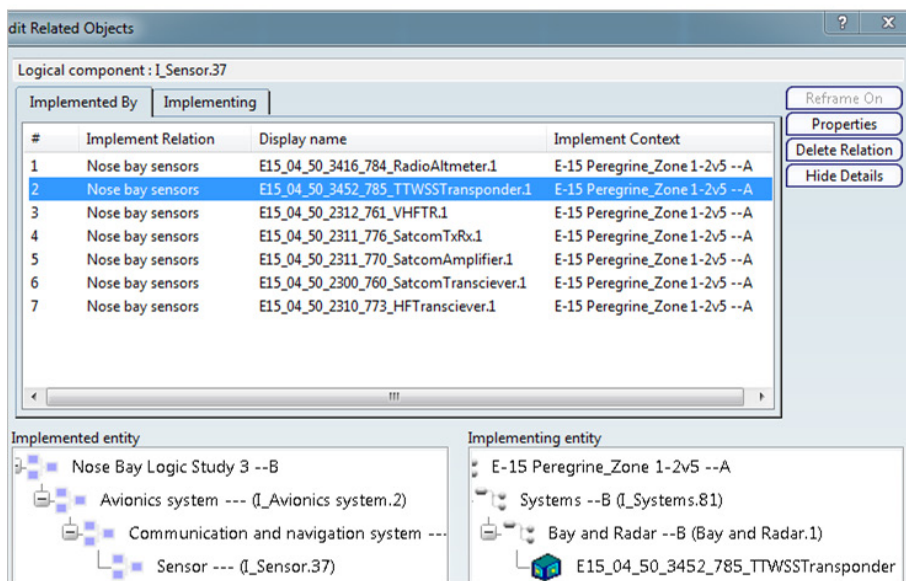 dit Related Objects
? X
Logical component : I_Sensor.37
Implemented By Implementing
Reframe On
Properties
Delete Relation
Hide Details
# Implement Relation Display name Implement Context
1 Nose bay sensors E15_04_50_3416_784_RadioAltmeter.1 E-15 Peregrine_Zone 1-2v5 --A
2 Nose bay sensors E15_04_50_3452_785_TTWSSTransponder.1 E-15 Peregrine_Zone 1-2v5 --A
3 Nose bay sensors E15_04_50_2312_761_VHFTR.1 E-15 Peregrine_Zone 1-2v5 --A
4 Nose bay sensors E15_04_50_2311_776_SatcomTxRx.1 E-15 Peregrine_Zone 1-2v5 --A
5 Nose bay sensors E15_04_50_2311_770_SatcomAmplifier.1 E-15 Peregrine_Zone 1-2v5 --A
6 Nose bay sensors E15_04_50_2300_760_SatcomTransciever.1 E-15 Peregrine_Zone 1-2v5 --A
7 Nose bay sensors E15_04_50_2310_773_HFTransciever.1 E-15 Peregrine_Zone 1-2v5 --A
Implemented entity
Nose Bay Logic Study 3 --B
Avionics system --- (I_Avionics system.2)
Communication and navigation system ---
Sensor --- (I_Sensor.37)
Implementing entity
E-15 Peregrine_Zone 1-2v5 --A
Systems --B (I_Systems.81)
Bay and Radar --B (Bay and Radar.1)
E15_04_50_3452_785_TTWSSTransponder